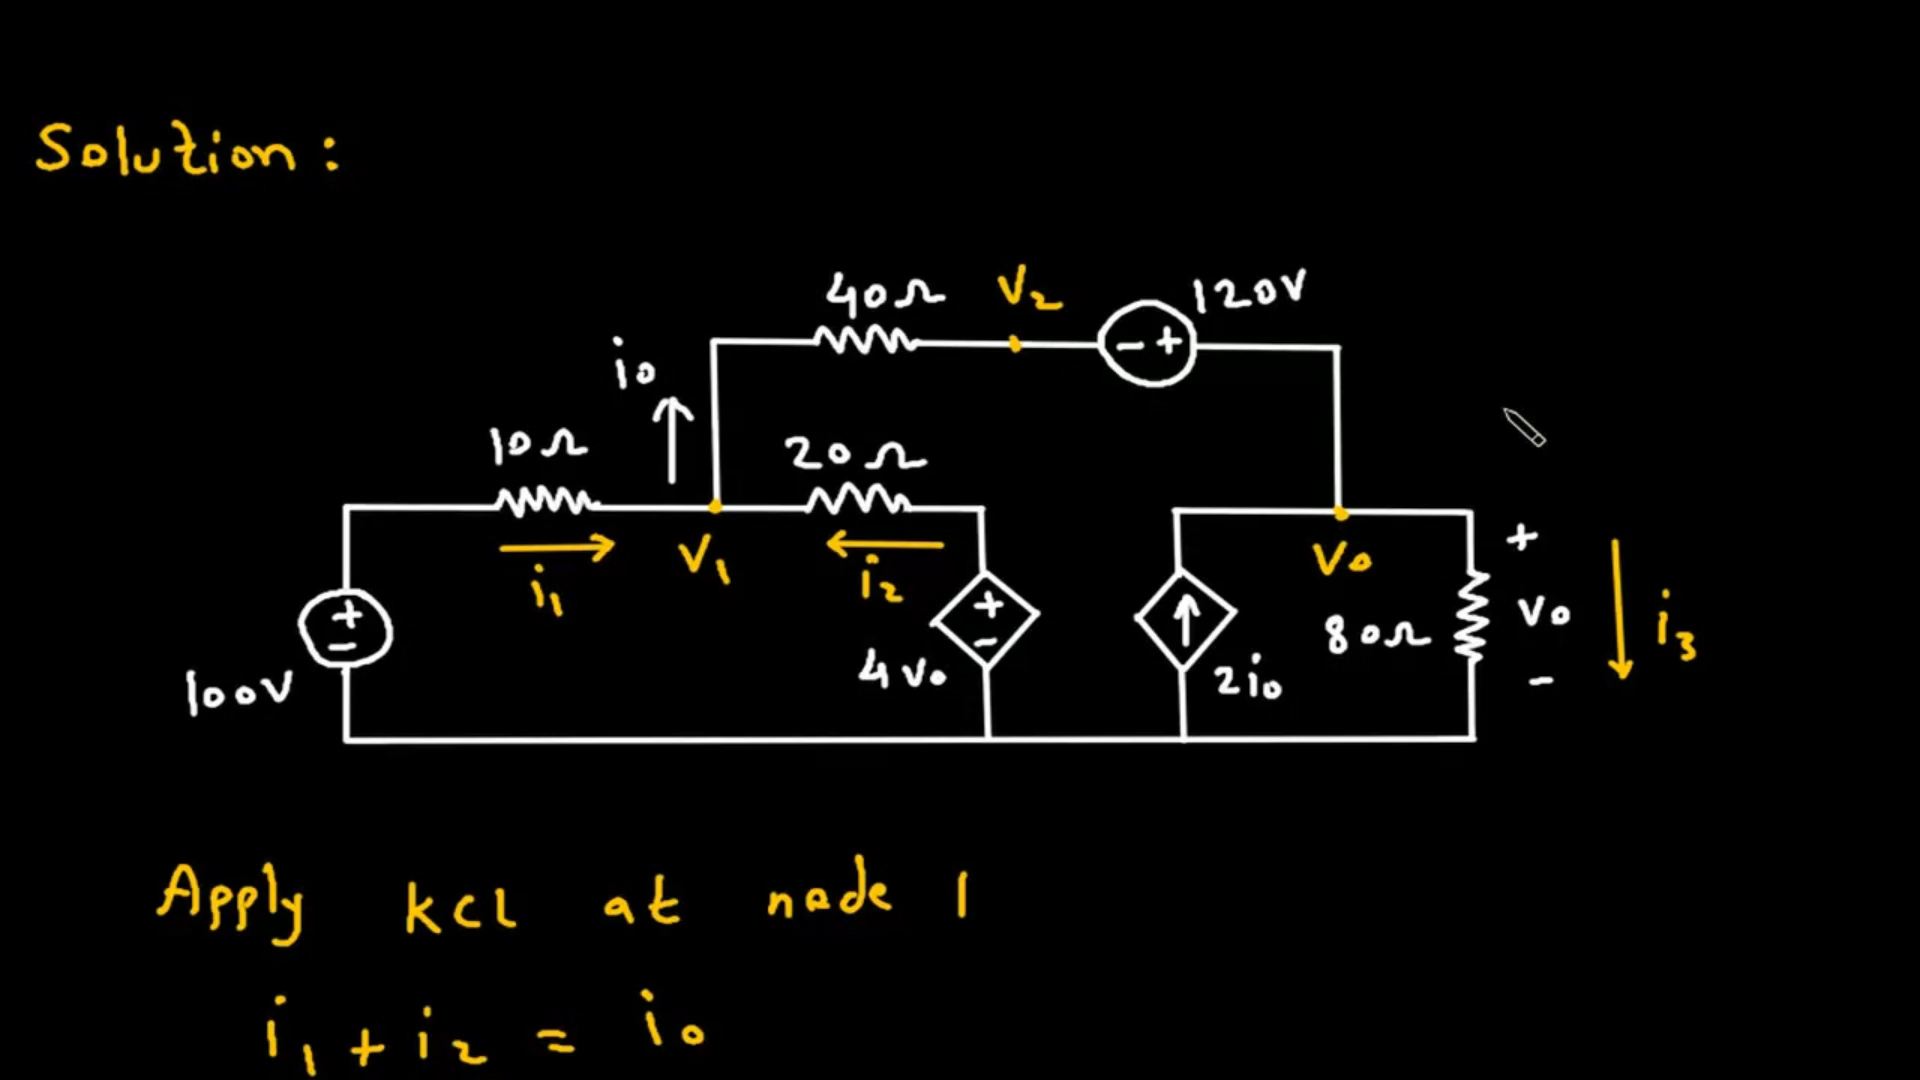 Solution :
40Ω V₂ 120V
- +
i₀
10Ω 20Ω
i₁ V₁ i₂ V₀ +
+ - 100V
+ - 4V₀
2i₀
80Ω V₀ i₃
-
Apply KCL at node 1
i₁ + i₂ = i₀